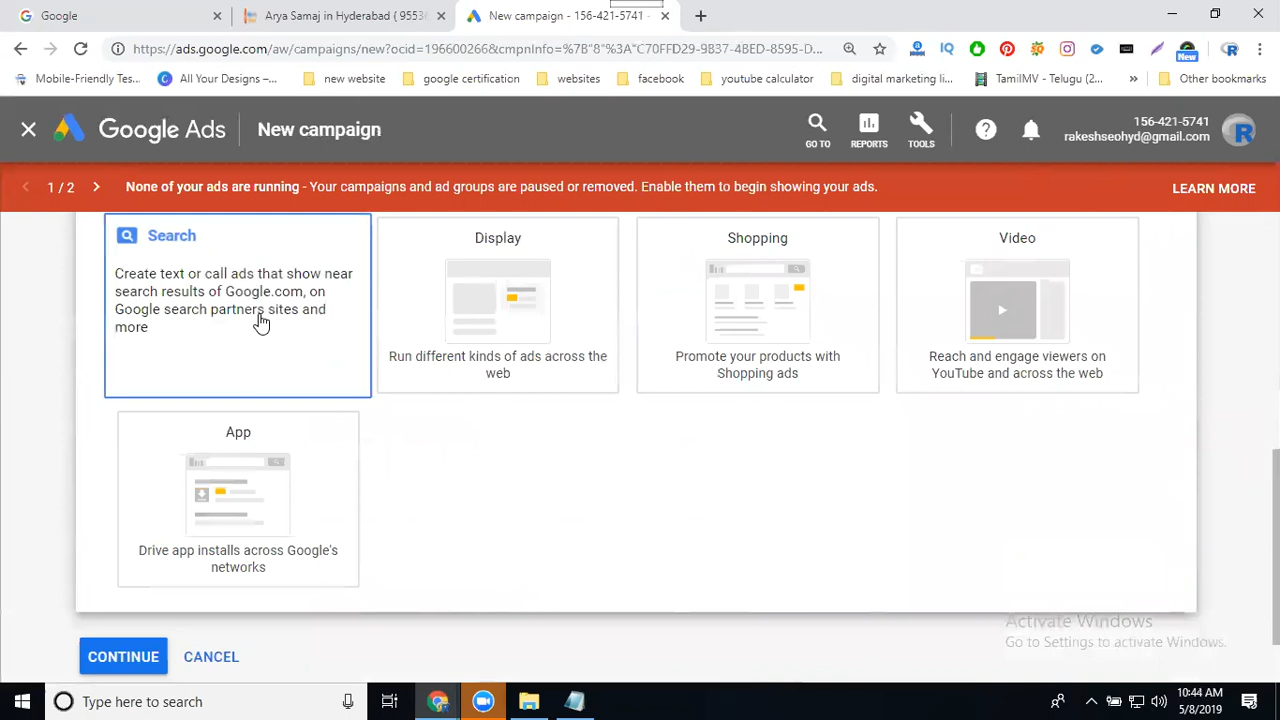 Google
Arya Samaj in Hyderabad ( 9553
New campaign - 156-421-5741 -
https://ads.google.com/aw/campaigns/new?ocid=196600266&cmpnInfo=%7B"8"%3A"C70FFD29-9B37-4BED-8595-D...
New
Mobile-Friendly Tes...
All Your Designs –...
new website
google certification
websites
facebook
youtube calculator
digital marketing li...
TamilMV - Telugu (2...
»
Other bookmarks
Google Ads
New campaign
GO TO
REPORTS
TOOLS
156-421-5741
rakeshseohyd@gmail.com
1 / 2
None of your ads are running - Your campaigns and ad groups are paused or removed. Enable them to begin showing your ads.
LEARN MORE
Search
Create text or call ads that show near
search results of Google.com, on
Google search partners sites and
more
Display
Run different kinds of ads across the
web
Shopping
Promote your products with
Shopping ads
Video
Reach and engage viewers on
YouTube and across the web
App
Drive app installs across Google's
networks
Activate Windows
Go to Settings to activate Windows.
CONTINUE
CANCEL
Type here to search
10:44 AM
5/8/2019